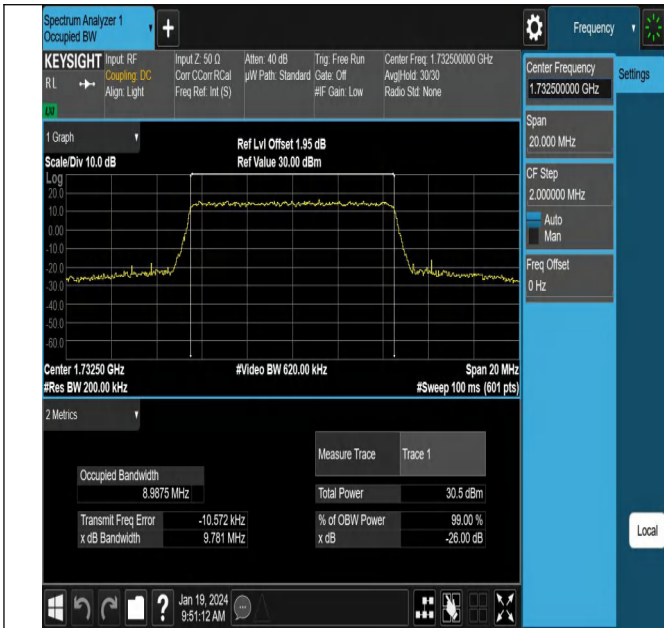 Spectrum Analyzer 1
Occupied BW
Frequency
KEYSIGHT Input: RF Input Z: 50 Ω Atten: 40 dB Trig: Free Run Center Freq: 1.732500000 GHz
RL Coupling: DC Corr CCorr RCal µW Path: Standard Gate: Off Avg|Hold: 30/30
Align: Light Freq Ref: Int (S) #IF Gain: Low Radio Std: None
LXI
Center Frequency
1.732500000 GHz
Settings
Span
20.000 MHz
CF Step
2.000000 MHz
Auto
Man
Freq Offset
0 Hz
Local
1 Graph
Ref Lvl Offset 1.95 dB
Scale/Div 10.0 dB Ref Value 30.00 dBm
Log
20.0
10.0
0.00
-10.0
-20.0
-30.0
-40.0
-50.0
-60.0
Center 1.73250 GHz #Video BW 620.00 kHz Span 20 MHz
#Res BW 200.00 kHz #Sweep 100 ms (601 pts)
2 Metrics
Measure Trace Trace 1
Occupied Bandwidth
8.9875 MHz
Total Power 30.5 dBm
Transmit Freq Error -10.572 kHz % of OBW Power 99.00 %
x dB Bandwidth 9.781 MHz x dB -26.00 dB
? Jan 19, 2024
9:51:12 AM